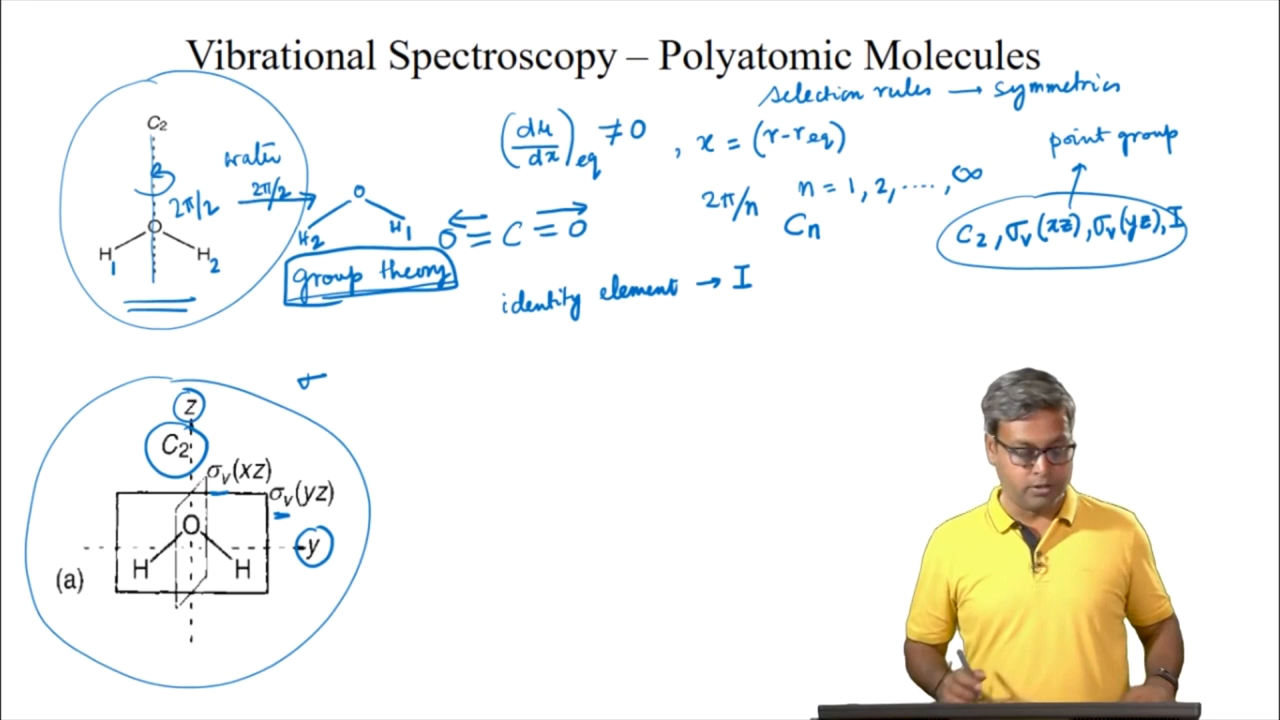 Vibrational Spectroscopy – Polyatomic Molecules
selection rules → symmetries
C2
water
2π/2
2π/2
O
H 1
H 2
O
H2
H1
(dμ/dx)eq ≠ 0 , x = (r - req)
point group
2π/n n = 1, 2, ...., ∞
Cn
C2, σv(xz), σv(yz), I
O = C = O
group theory
identity element → I
σ
z
C2
σv(xz)
σv(yz)
O
y
H H
(a)